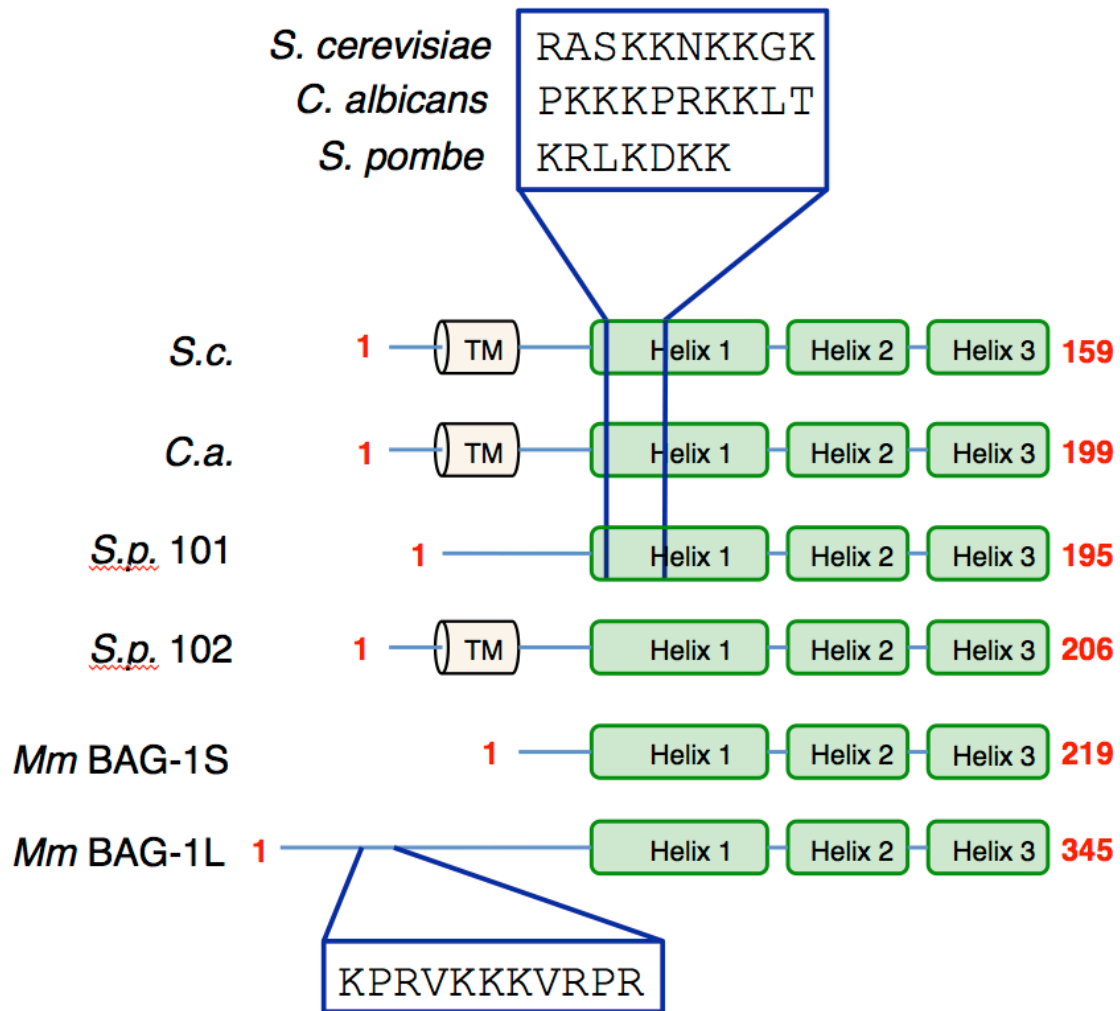 S. cerevisiae RASKKNKKGK
C. albicans PKKKPRKKLT
S. pombe KRLKDKK
S.c. 1 TM Helix 1 Helix 2 Helix 3 159
C.a. 1 TM Helix 1 Helix 2 Helix 3 199
S.p. 101 1 Helix 1 Helix 2 Helix 3 195
S.p. 102 1 TM Helix 1 Helix 2 Helix 3 206
Mm BAG-1S 1 Helix 1 Helix 2 Helix 3 219
Mm BAG-1L 1 Helix 1 Helix 2 Helix 3 345
KPRVKKKVRPR